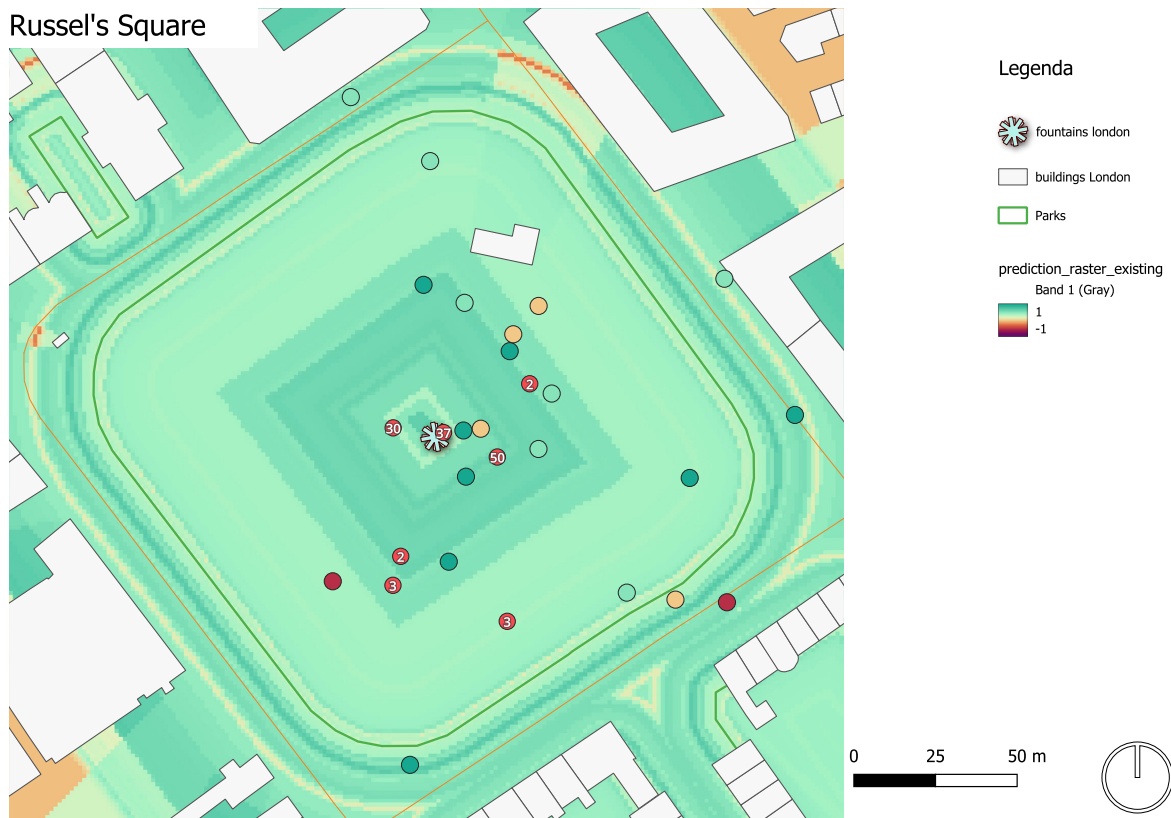 Russel's Square
Legenda
fountains london
buildings London
Parks
prediction_raster_existing
Band 1 (Gray)
1
-1
2
30
37
50
2
3
3
0 25 50 m